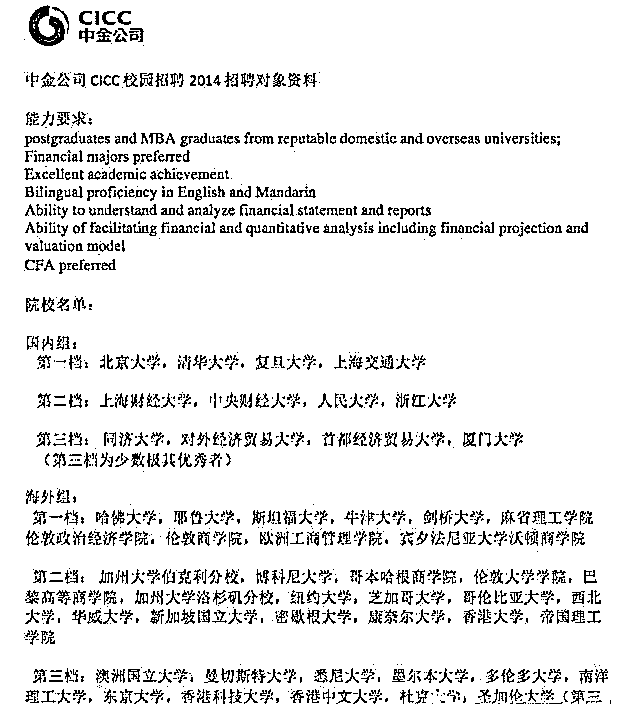 CICC
中金公司
中金公司 CICC 校园招聘 2014 招聘对象资料
能力要求：
postgraduates and MBA graduates from reputable domestic and overseas universities;
Financial majors preferred
Excellent academic achievement
Bilingual proficiency in English and Mandarin
Ability to understand and analyze financial statement and reports
Ability of facilitating financial and quantitative analysis including financial projection and
valuation model
CFA preferred
院校名单：
国内组：
第一档：北京大学，清华大学，复旦大学，上海交通大学
第二档：上海财经大学，中央财经大学，人民大学，浙江大学
第三档：同济大学，对外经济贸易大学，首都经济贸易大学，厦门大学
（第三档为少数极其优秀者）
海外组：
第一档：哈佛大学，耶鲁大学，斯坦福大学，牛津大学，剑桥大学，麻省理工学院
伦敦政治经济学院，伦敦商学院，欧洲工商管理学院，宾夕法尼亚大学沃顿商学院
第二档：加州大学伯克利分校，博科尼大学，哥本哈根商学院，伦敦大学学院，巴
黎高等商学院，加州大学洛杉矶分校，纽约大学，芝加哥大学，哥伦比亚大学，西北
大学，华威大学，新加坡国立大学，密歇根大学，康奈尔大学，香港大学，帝国理工
学院
第三档：澳洲国立大学，曼切斯特大学，悉尼大学，墨尔本大学，多伦多大学，南洋
理工大学，东京大学，香港科技大学，香港中文大学，杜克大学，圣加伦大学（第三